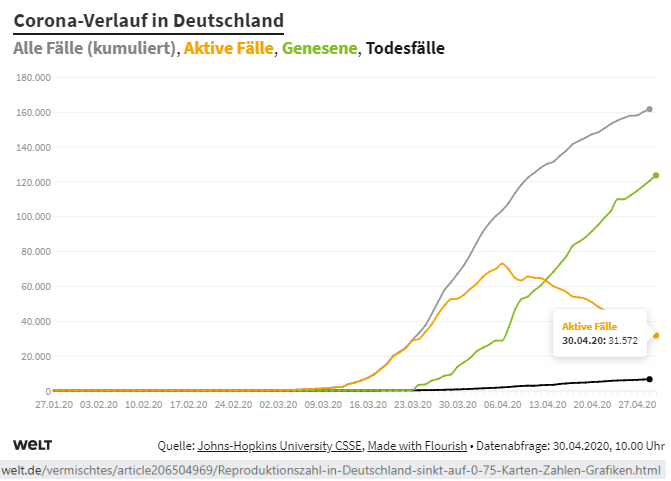 Corona-Verlauf in Deutschland
Alle Fälle (kumuliert), Aktive Fälle, Genesene, Todesfälle
180.000
160.000
140.000
120.000
100.000
80.000
60.000
40.000
20.000
0
Aktive Fälle
30.04.20: 31.572
27.01.20 03.02.20 10.02.20 17.02.20 24.02.20 02.03.20 09.03.20 16.03.20 23.03.20 30.03.20 06.04.20 13.04.20 20.04.20 27.04.20
WELT
Quelle: Johns-Hopkins University CSSE, Made with Flourish • Datenabfrage: 30.04.2020, 10.00 Uhr
welt.de/vermischtes/article206504969/Reproduktionszahl-in-Deutschland-sinkt-auf-0-75-Karten-Zahlen-Grafiken.html